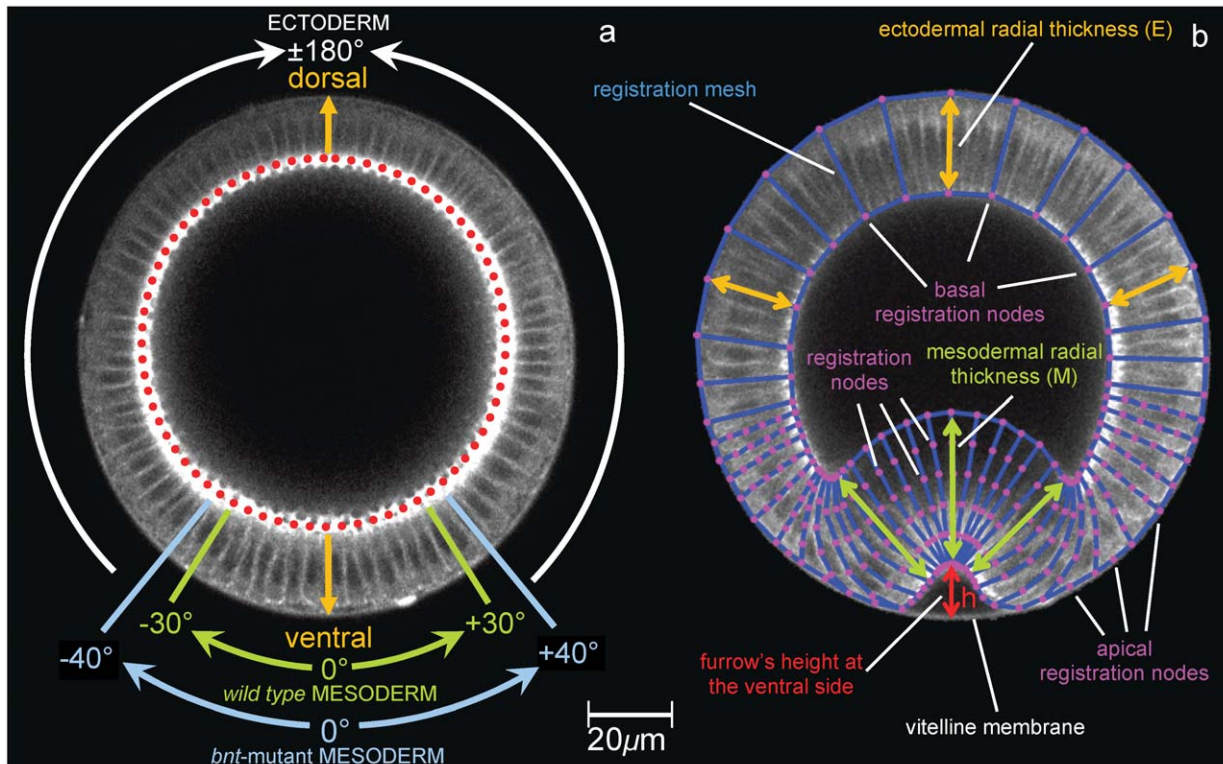 ECTODERM
±180°
dorsal
a
-30°
+30°
-40°
+40°
ventral
0°
wild type MESODERM
0°
bnt-mutant MESODERM
20µm
b
ectodermal radial thickness (E)
registration mesh
basal
registration nodes
registration
nodes
mesodermal radial
thickness (M)
h
furrow's height at
the ventral side
apical
registration nodes
vitelline membrane